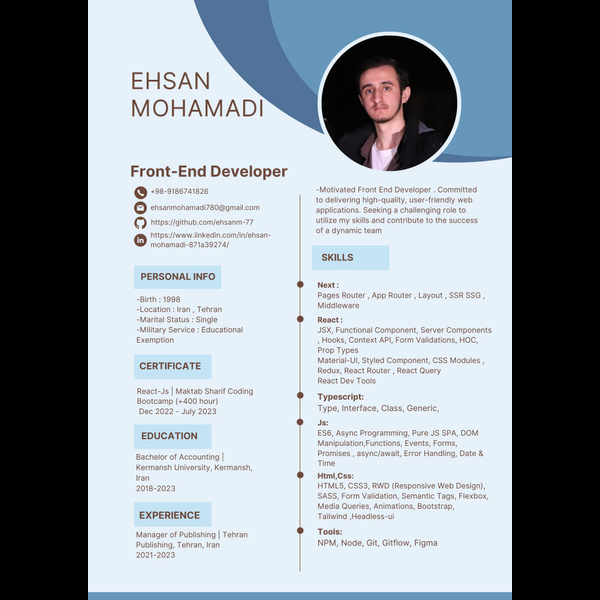 EHSAN
MOHAMADI
Front-End Developer
+98-9186741826
ehsanmohamadi780@gmail.com
https://github.com/ehsanm-77
https://www.linkedin.com/in/ehsan-
mohamadi-871a39274/
PERSONAL INFO
-Birth : 1998
-Location : Iran , Tehran
-Marital Status : Single
-Military Service : Educational
Exemption
CERTIFICATE
React-Js | Maktab Sharif Coding
Bootcamp (+400 hour)
Dec 2022 - July 2023
EDUCATION
Bachelor of Accounting |
Kermansh University, Kermansh,
Iran
2018-2023
EXPERIENCE
Manager of Publishing | Tehran
Publishing, Tehran, Iran
2021-2023
-Motivated Front End Developer . Committed
to delivering high-quality, user-friendly web
applications. Seeking a challenging role to
utilize my skills and contribute to the success
of a dynamic team
SKILLS
Next :
Pages Router , App Router , Layout , SSR SSG ,
Middleware
React :
JSX, Functional Component, Server Components
, Hooks, Context API, Form Validations, HOC,
Prop Types
Material-UI, Styled Component, CSS Modules ,
Redux, React Router , React Query
React Dev Tools
Typescript:
Type, Interface, Class, Generic,
Js:
ES6, Async Programming, Pure JS SPA, DOM
Manipulation,Functions, Events, Forms,
Promises , async/await, Error Handling, Date &
Time
Html,Css:
HTML5, CSS3, RWD (Responsive Web Design),
SASS, Form Validation, Semantic Tags, Flexbox,
Media Queries, Animations, Bootstrap,
Tailwind ,Headless-ui
Tools:
NPM, Node, Git, Gitflow, Figma